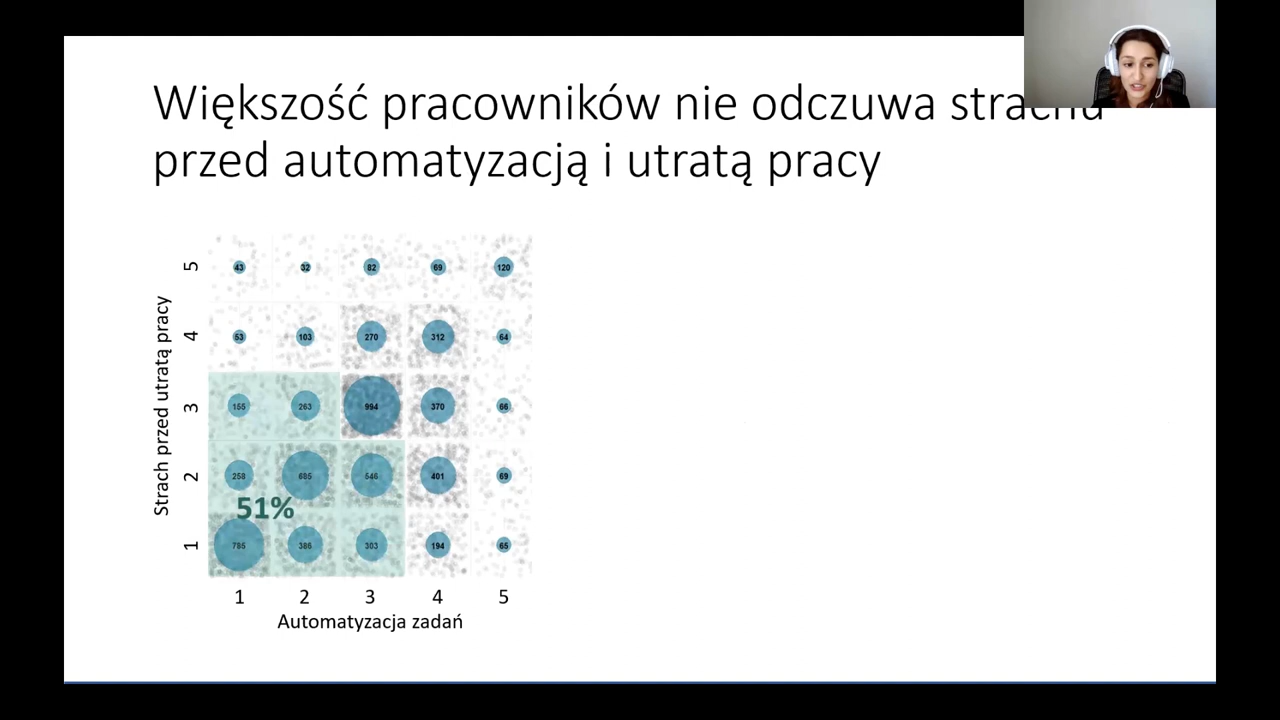 Większość pracowników nie odczuwa strachu
przed automatyzacją i utratą pracy
Strach przed utratą pracy
5
43 32 82 69 120
4
53 103 270 312 64
3
155 263 994 370 66
2
258 685 546 401 69
51%
1
785 386 303 194 65
1 2 3 4 5
Automatyzacja zadań